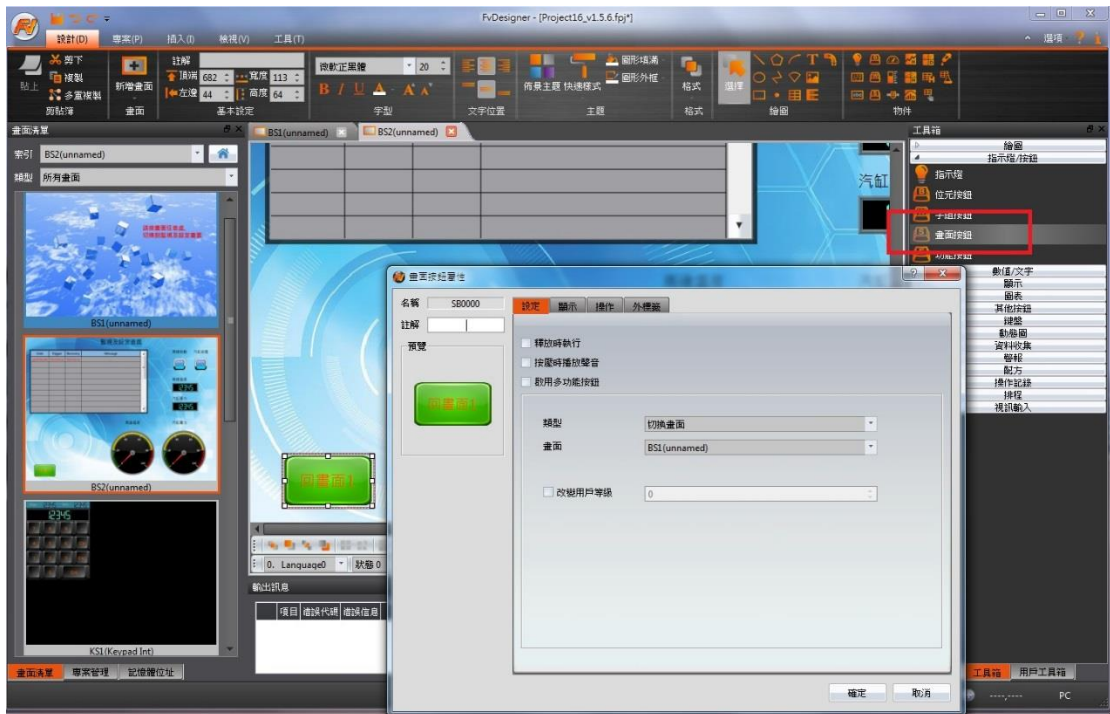 FvDesigner - [Project16_v1.5.6.fpj*]
設計(D) 專案(P) 插入(I) 檢視(V) 工具(T) 選項
貼上 剪下 複製 多重複製 剪貼簿
新增畫面 畫面
註解
頂端 682 寬度 113
左邊 44 高度 64
基本設定
微軟正黑體 20
B I U A A A
字型
文字位置
佈景主題 快速樣式 圖形填滿 圖形外框
主題
格式 格式
選擇
繪圖
物件
畫面清單
索引 BS2(unnamed)
類型 所有畫面
BS1(unnamed)
BS2(unnamed)
KS1(Keypad Int)
畫面清單 專案管理 記憶體位址
BS1(unnamed) BS2(unnamed)
汽缸
回畫面1
0. Language0 狀態 0
輸出訊息
項目 錯誤代碼 錯誤信息
畫面按鈕屬性
名稱 SB0000
註解
預覽
回畫面1
設定 顯示 操作 外標籤
釋放時執行
按壓時播放聲音
啟用多功能按鈕
類型 切換畫面
畫面 BS1(unnamed)
改變用戶等級 0
確定 取消
工具箱
繪圖
指示燈/按鈕
指示燈
位元按鈕
字組按鈕
畫面按鈕
功能按鈕
數值/文字
顯示
圖表
其他按鈕
鍵盤
動態圖
資料收集
警報
配方
操作記錄
排程
視訊輸入
工具箱 用戶工具箱
----,---- PC